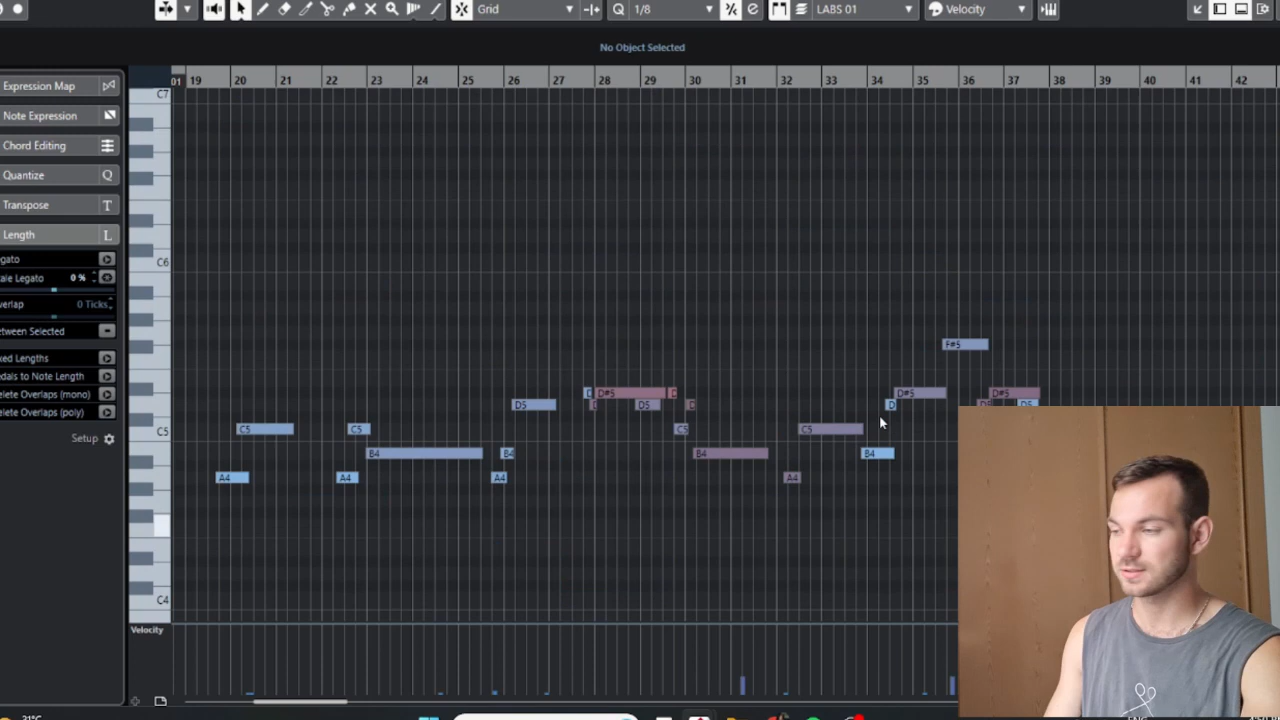 Grid
Q 1/8
LABS 01
Velocity
No Object Selected
01 19 20 21 22 23 24 25 26 27 28 29 30 31 32 33 34 35 36 37 38 39 40 41 42
Expression Map
Note Expression
Chord Editing
Quantize Q
Transpose T
Length L
egato
ale Legato 0 %
verlap 0 Ticks
etween Selected
xed Lengths
edals to Note Length
elete Overlaps (mono)
elete Overlaps (poly)
Setup
C7
C6
C5
C4
F#5
D#5 D#5 D#5
D5 D5 D D5
C5 C5 C5 C5
B4 B4 B4 B4
A4 A4 A4 A4
Velocity
31°C
ENG